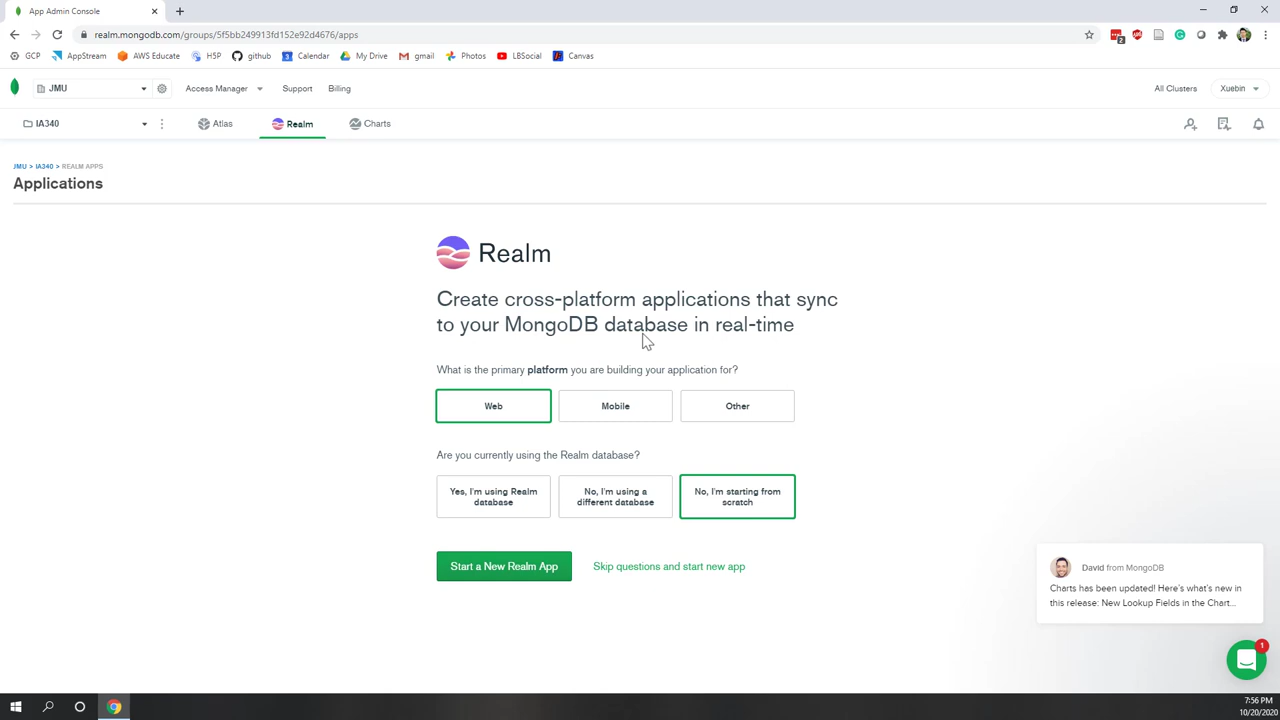 App Admin Console
realm.mongodb.com/groups/5f5bb249913fd152e92d4676/apps
GCP AppStream AWS Educate H5P github Calendar My Drive gmail Photos LBSocial Canvas
2
JMU Access Manager Support Billing All Clusters Xuebin
IA340 Atlas Realm Charts
JMU > IA340 > REALM APPS
Applications
Realm
Create cross-platform applications that sync
to your MongoDB database in real-time
What is the primary platform you are building your application for?
Web Mobile Other
Are you currently using the Realm database?
Yes, I'm using Realm
database
No, I'm using a
different database
No, I'm starting from
scratch
Start a New Realm App Skip questions and start new app
David from MongoDB
Charts has been updated! Here's what's new in
this release: New Lookup Fields in the Chart...
1
7:56 PM
10/20/2020